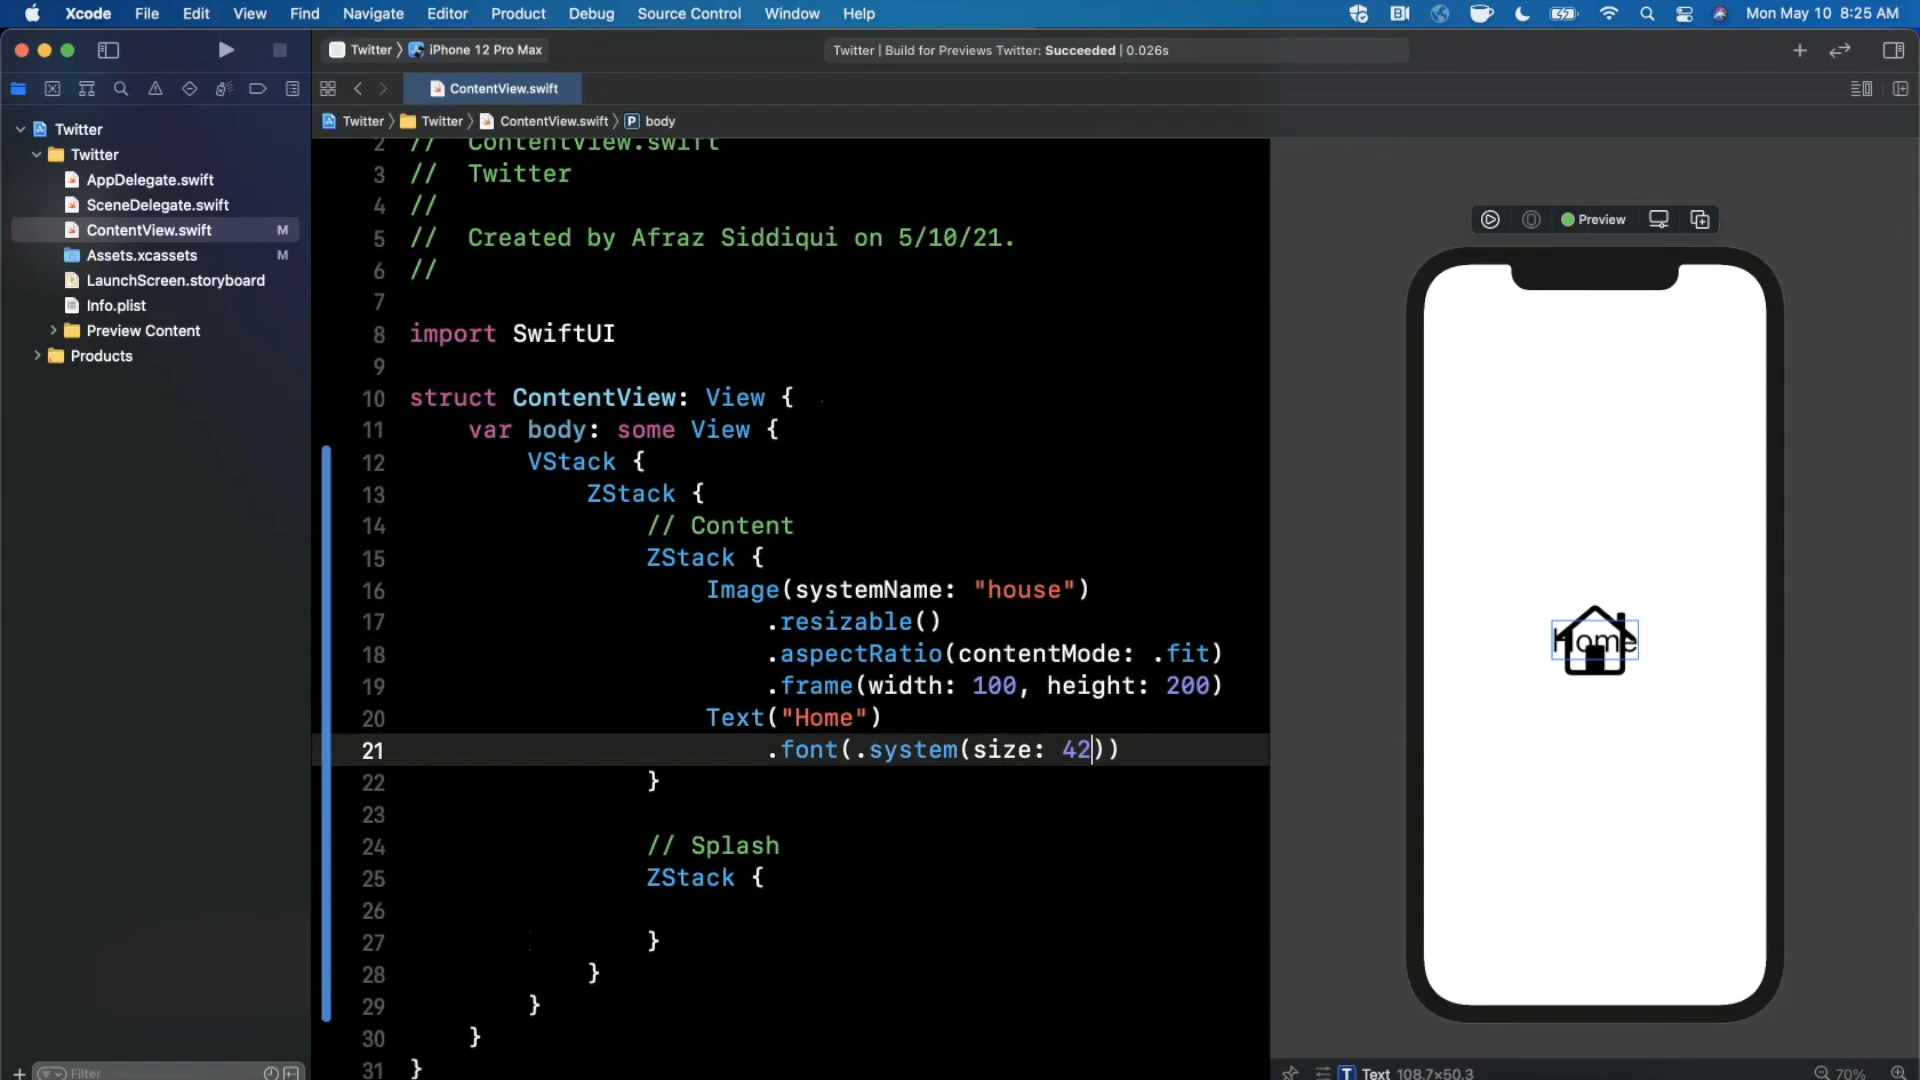 Xcode File Edit View Find Navigate Editor Product Debug Source Control Window Help Mon May 10 8:25 AM
Twitter 〉 iPhone 12 Pro Max Twitter | Build for Previews Twitter: Succeeded | 0.026s
ContentView.swift
Twitter 〉 Twitter 〉 ContentView.swift 〉 P body
Twitter
Twitter
AppDelegate.swift
SceneDelegate.swift
ContentView.swift M
Assets.xcassets M
LaunchScreen.storyboard
Info.plist
Preview Content
Products
Filter
2 // ContentView.swift
3 // Twitter
4 //
5 // Created by Afraz Siddiqui on 5/10/21.
6 //
7
8 import SwiftUI
9
10 struct ContentView: View {
11 var body: some View {
12 VStack {
13 ZStack {
14 // Content
15 ZStack {
16 Image(systemName: "house")
17 .resizable()
18 .aspectRatio(contentMode: .fit)
19 .frame(width: 100, height: 200)
20 Text("Home")
21 .font(.system(size: 42))
22 }
23
24 // Splash
25 ZStack {
26
27 }
28 }
29 }
30 }
31 }
Preview
Home
T Text 108.7×50.3 70%